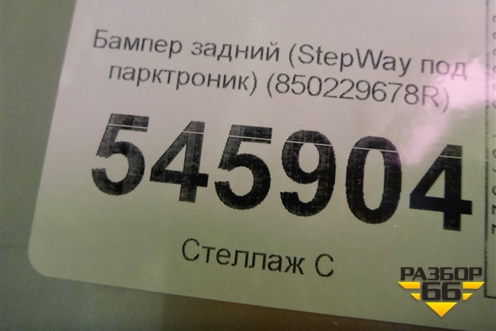 Бампер задний (StepWay под
парктроник) (850229678R)
545904
Стеллаж С
РАЗБОР
66